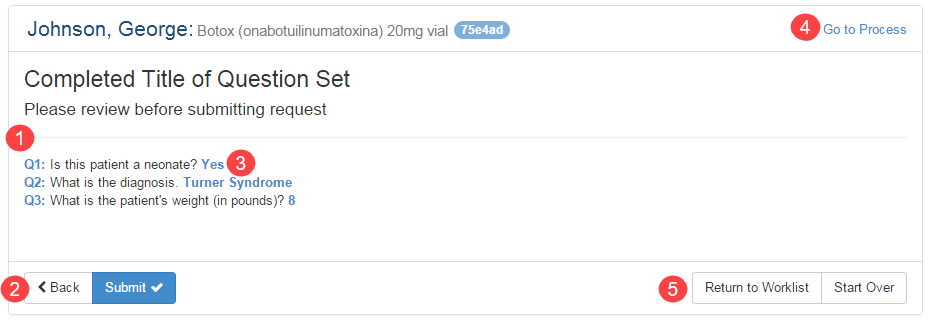 Johnson, George: Botox (onabotuilinumatoxina) 20mg vial 75e4ad
4 Go to Process
Completed Title of Question Set
Please review before submitting request
1
Q1: Is this patient a neonate? Yes 3
Q2: What is the diagnosis. Turner Syndrome
Q3: What is the patient's weight (in pounds)? 8
2 Back Submit
5 Return to Worklist Start Over